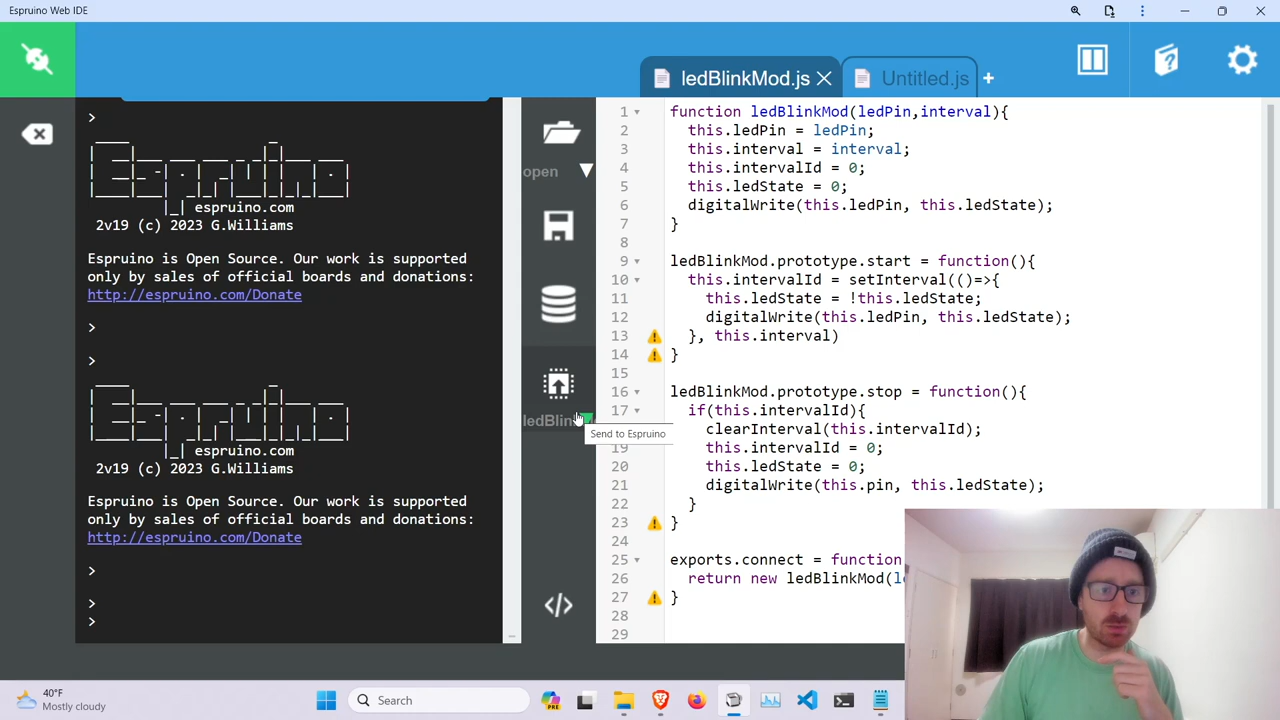 Espruino Web IDE
ledBlinkMod.js
Untitled.js
+
>
Espruino
espruino.com
2v19 (c) 2023 G.Williams
Espruino is Open Source. Our work is supported
only by sales of official boards and donations:
http://espruino.com/Donate
>
>
Espruino
espruino.com
2v19 (c) 2023 G.Williams
Espruino is Open Source. Our work is supported
only by sales of official boards and donations:
http://espruino.com/Donate
>
>
>
open
Send to Espruino
1 function ledBlinkMod(ledPin,interval){
2 this.ledPin = ledPin;
3 this.interval = interval;
4 this.intervalId = 0;
5 this.ledState = 0;
6 digitalWrite(this.ledPin, this.ledState);
7 }
8
9 ledBlinkMod.prototype.start = function(){
10 this.intervalId = setInterval(()=>{
11 this.ledState = !this.ledState;
12 digitalWrite(this.ledPin, this.ledState);
13 }, this.interval)
14 }
15
16 ledBlinkMod.prototype.stop = function(){
17 if(this.intervalId){
clearInterval(this.intervalId);
19 this.intervalId = 0;
20 this.ledState = 0;
21 digitalWrite(this.pin, this.ledState);
22 }
23 }
24
25 exports.connect = function
26 return new ledBlinkMod(
27 }
28
29
40°F
Mostly cloudy
Search
PRE